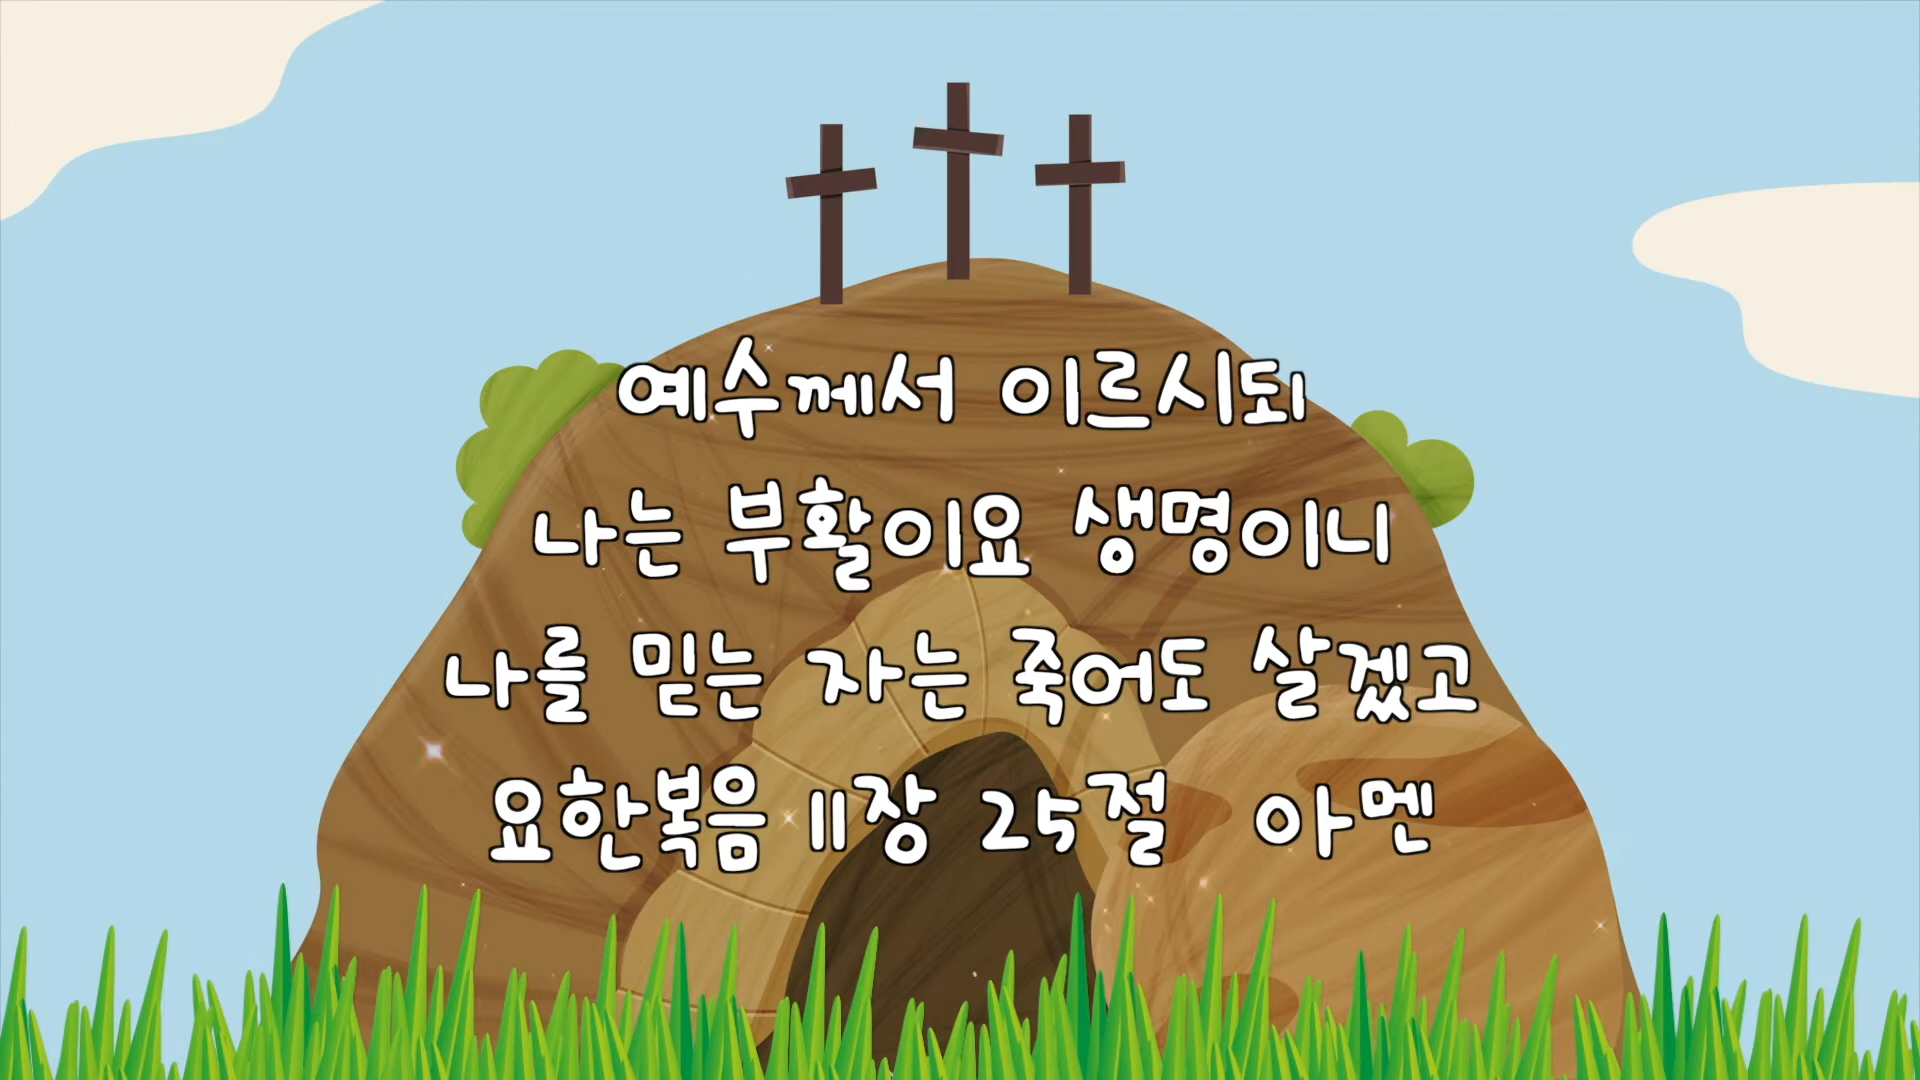 예수께서 이르시되
나는 부활이요 생명이니
나를 믿는 자는 죽어도 살겠고
요한복음 11장 25절 아멘